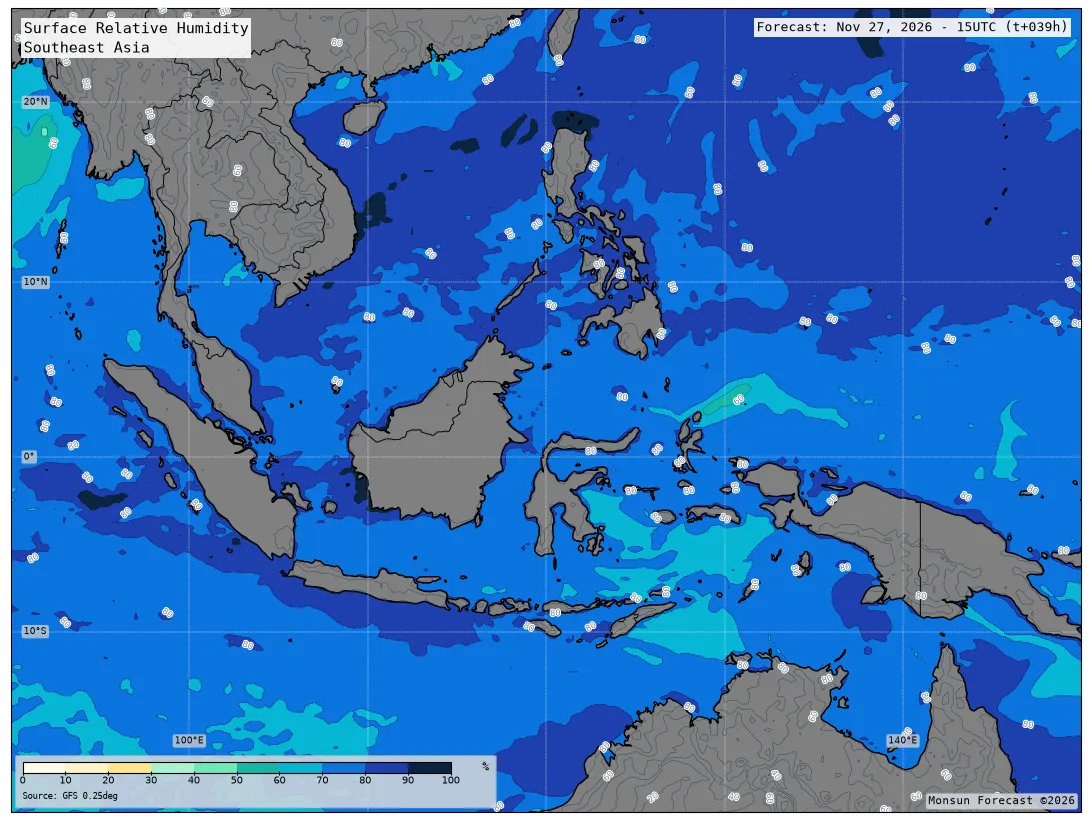 Surface Relative Humidity
Southeast Asia
Forecast: Nov 27, 2026 - 15UTC (t+039h)
20°N
10°N
0°
10°S
100°E
140°E
%
0 10 20 30 40 50 60 70 80 90 100
Source: GFS 0.25deg
Monsun Forecast ©2026